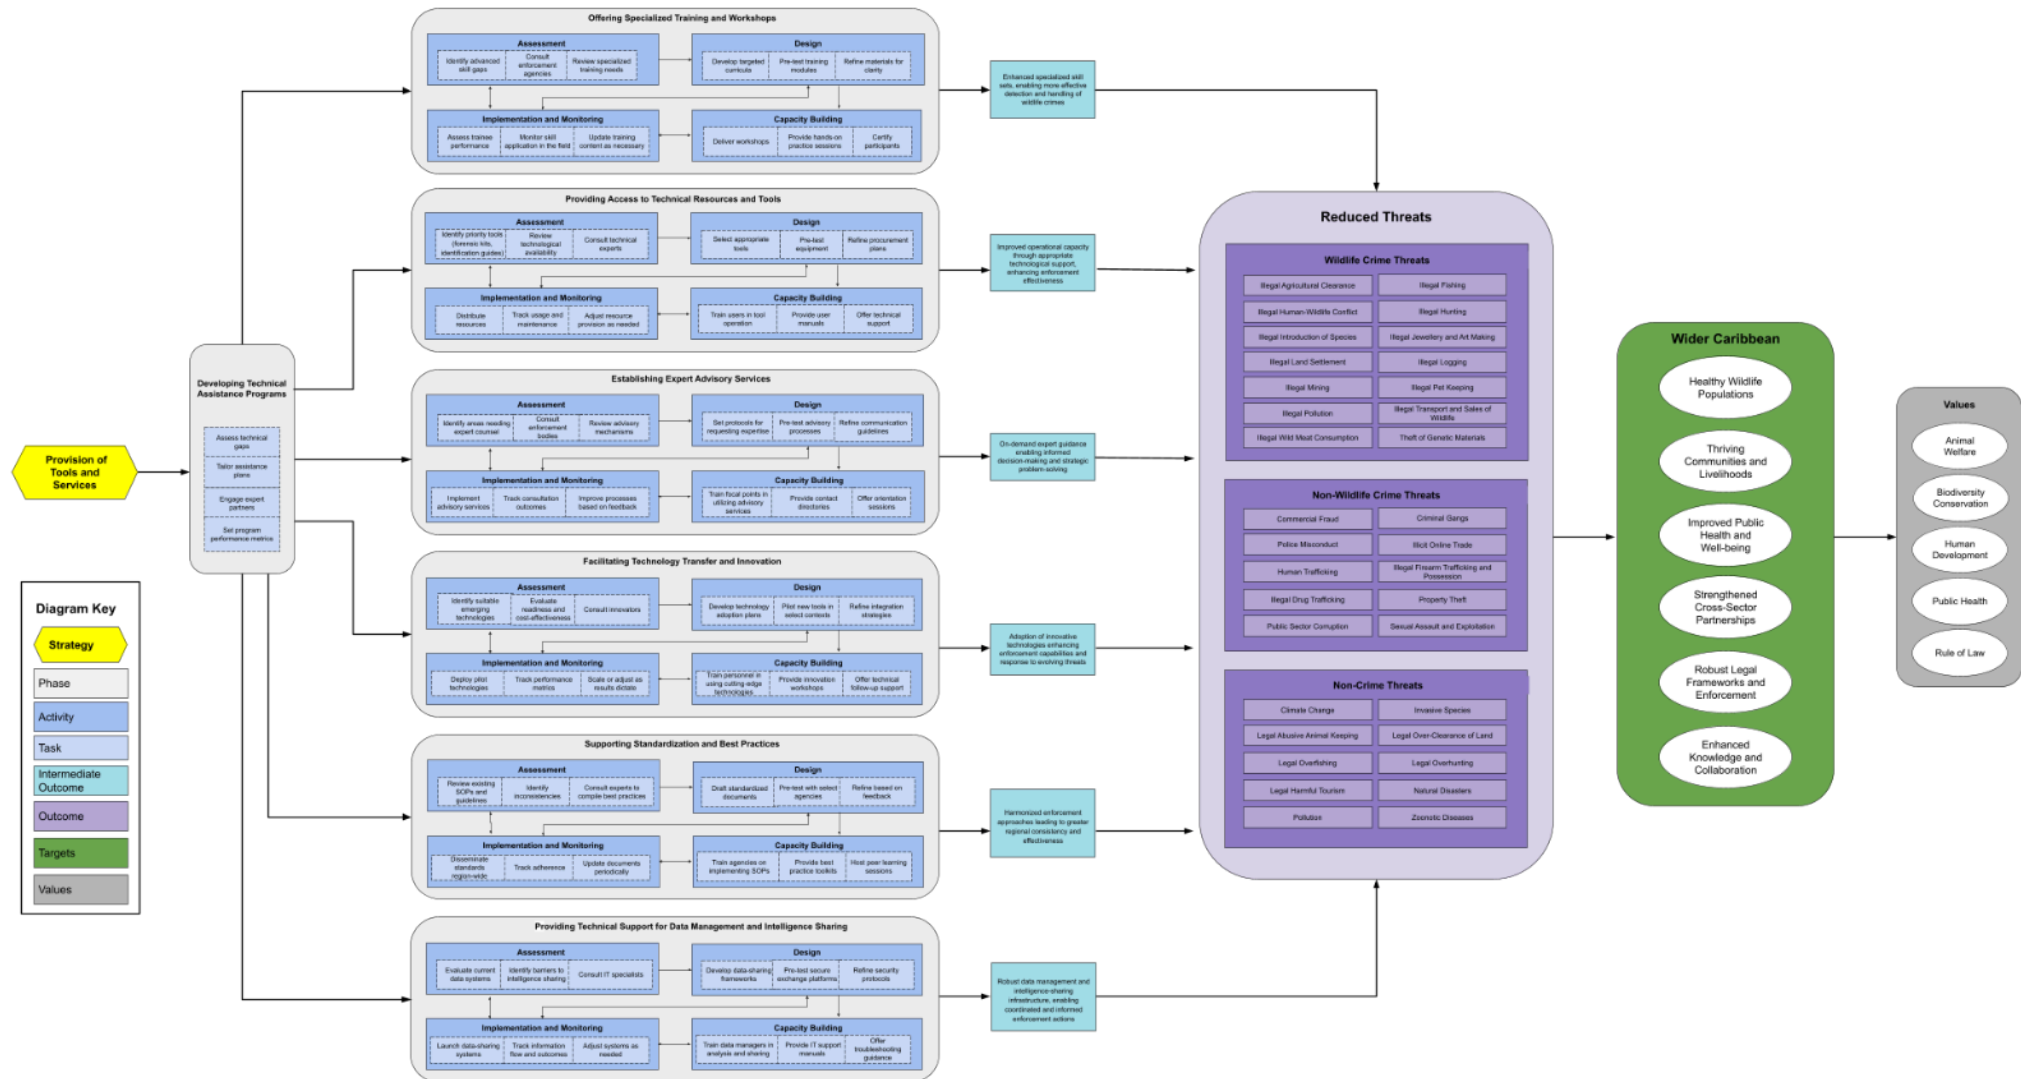 Provision of
Tools and
Services
Diagram Key
Strategy
Phase
Activity
Task
Intermediate
Outcome
Outcome
Targets
Values
Developing Technical
Assistance Programs
Assess technical
gaps
Tailor assistance
plans
Engage expert
partners
Set program
performance metrics
Offering Specialized Training and Workshops
Assessment
Identify advanced
skill gaps
Consult
enforcement
agencies
Review specialized
training needs
Design
Develop targeted
curricula
Pre-test training
modules
Refine materials for
clarity
Implementation and Monitoring
Assess trainee
performance
Monitor skill
application in the field
Update training
content as necessary
Capacity Building
Deliver workshops
Provide hands-on
practice sessions
Certify
participants
Providing Access to Technical Resources and Tools
Assessment
Identify priority tools
(forensic kits,
identification guides)
Review
technological
availability
Consult technical
experts
Design
Select appropriate
tools
Pre-test
equipment
Refine procurement
plans
Implementation and Monitoring
Distribute
resources
Track usage and
maintenance
Adjust resource
provision as needed
Capacity Building
Train users in tool
operation
Provide user
manuals
Offer technical
support
Establishing Expert Advisory Services
Assessment
Identify areas needing
expert counsel
Consult
enforcement
bodies
Review advisory
mechanisms
Design
Set protocols for
requesting expertise
Pre-test advisory
processes
Refine communication
guidelines
Implementation and Monitoring
Implement
advisory services
Track consultation
outcomes
Improve processes
based on feedback
Capacity Building
Train focal points in
utilizing advisory
services
Provide contact
directories
Offer orientation
sessions
Facilitating Technology Transfer and Innovation
Assessment
Identify suitable
emerging
technologies
Evaluate
readiness and
cost-effectiveness
Consult innovators
Design
Develop technology
adoption plans
Pilot new tools in
select contexts
Refine integration
strategies
Implementation and Monitoring
Deploy pilot
technologies
Track performance
metrics
Scale or adjust as
results dictate
Capacity Building
Train personnel in
using cutting-edge
technologies
Provide innovation
workshops
Offer technical
follow-up support
Supporting Standardization and Best Practices
Assessment
Review existing
SOPs and
guidelines
Identify
inconsistencies
Consult experts to
compile best practices
Design
Draft standardized
documents
Pre-test with select
agencies
Refine based on
feedback
Implementation and Monitoring
Disseminate
standards
region-wide
Track adherence
Update documents
periodically
Capacity Building
Train agencies on
implementing SOPs
Provide best
practice toolkits
Host peer learning
sessions
Providing Technical Support for Data Management and Intelligence Sharing
Assessment
Evaluate current
data systems
Identify barriers to
intelligence sharing
Consult IT specialists
Design
Develop data-sharing
frameworks
Pre-test secure
exchange platforms
Refine security
protocols
Implementation and Monitoring
Launch data-sharing
systems
Track information
flow and outcomes
Adjust systems as
needed
Capacity Building
Train data managers in
analysis and sharing
Provide IT support
manuals
Offer
troubleshooting
guidance
Enhanced specialized skill
sets, enabling more effective
detection and handling of
wildlife crimes
Improved operational capacity
through appropriate
technological support,
enhancing enforcement
effectiveness
On-demand expert guidance
enabling informed
decision-making and strategic
problem-solving
Adoption of innovative
technologies enhancing
enforcement capabilities and
response to evolving threats
Harmonized enforcement
approaches leading to greater
regional consistency and
effectiveness
Robust data management and
intelligence-sharing
infrastructure, enabling
coordinated and informed
enforcement actions
Reduced Threats
Wildlife Crime Threats
Illegal Agricultural Clearance
Illegal Fishing
Illegal Human-Wildlife Conflict
Illegal Hunting
Illegal Introduction of Species
Illegal Jewellery and Art Making
Illegal Land Settlement
Illegal Logging
Illegal Mining
Illegal Pet Keeping
Illegal Pollution
Illegal Transport and Sales of
Wildlife
Illegal Wild Meat Consumption
Theft of Genetic Materials
Non-Wildlife Crime Threats
Commercial Fraud
Criminal Gangs
Police Misconduct
Illicit Online Trade
Human Trafficking
Illegal Firearm Trafficking and
Possession
Illegal Drug Trafficking
Property Theft
Public Sector Corruption
Sexual Assault and Exploitation
Non-Crime Threats
Climate Change
Invasive Species
Legal Abusive Animal Keeping
Legal Over-Clearance of Land
Legal Overfishing
Legal Overhunting
Legal Harmful Tourism
Natural Disasters
Pollution
Zoonotic Diseases
Wider Caribbean
Healthy Wildlife
Populations
Thriving
Communities and
Livelihoods
Improved Public
Health and
Well-being
Strengthened
Cross-Sector
Partnerships
Robust Legal
Frameworks and
Enforcement
Enhanced
Knowledge and
Collaboration
Values
Animal
Welfare
Biodiversity
Conservation
Human
Development
Public Health
Rule of Law